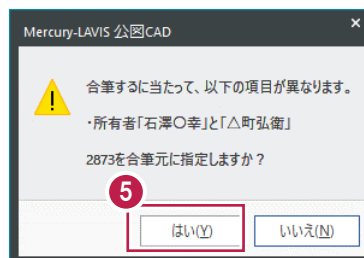 Mercury-LAVIS 公図CAD
×
合筆するに当たって、以下の項目が異なります。
・所有者「石澤〇幸」と「△町弘衛」
2873を合筆元に指定しますか？
5
はい(Y)
いいえ(N)